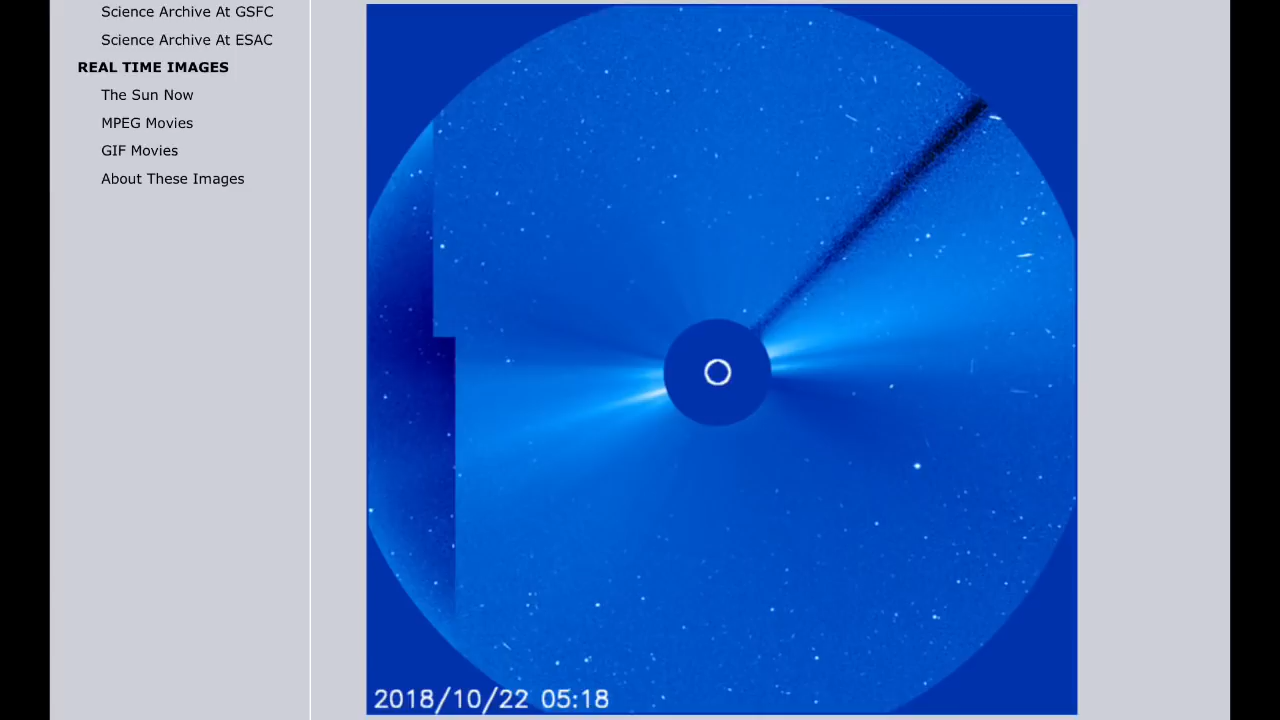 Science Archive At GSFC
Science Archive At ESAC
REAL TIME IMAGES
The Sun Now
MPEG Movies
GIF Movies
About These Images
2018/10/22 05:18